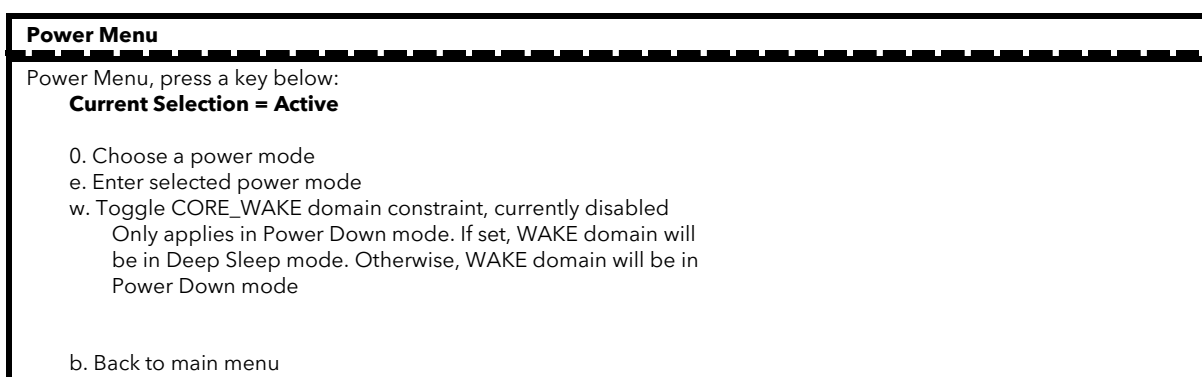 Power Menu
Power Menu, press a key below:
Current Selection = Active
0. Choose a power mode
e. Enter selected power mode
w. Toggle CORE_WAKE domain constraint, currently disabled
Only applies in Power Down mode. If set, WAKE domain will
be in Deep Sleep mode. Otherwise, WAKE domain will be in
Power Down mode
b. Back to main menu